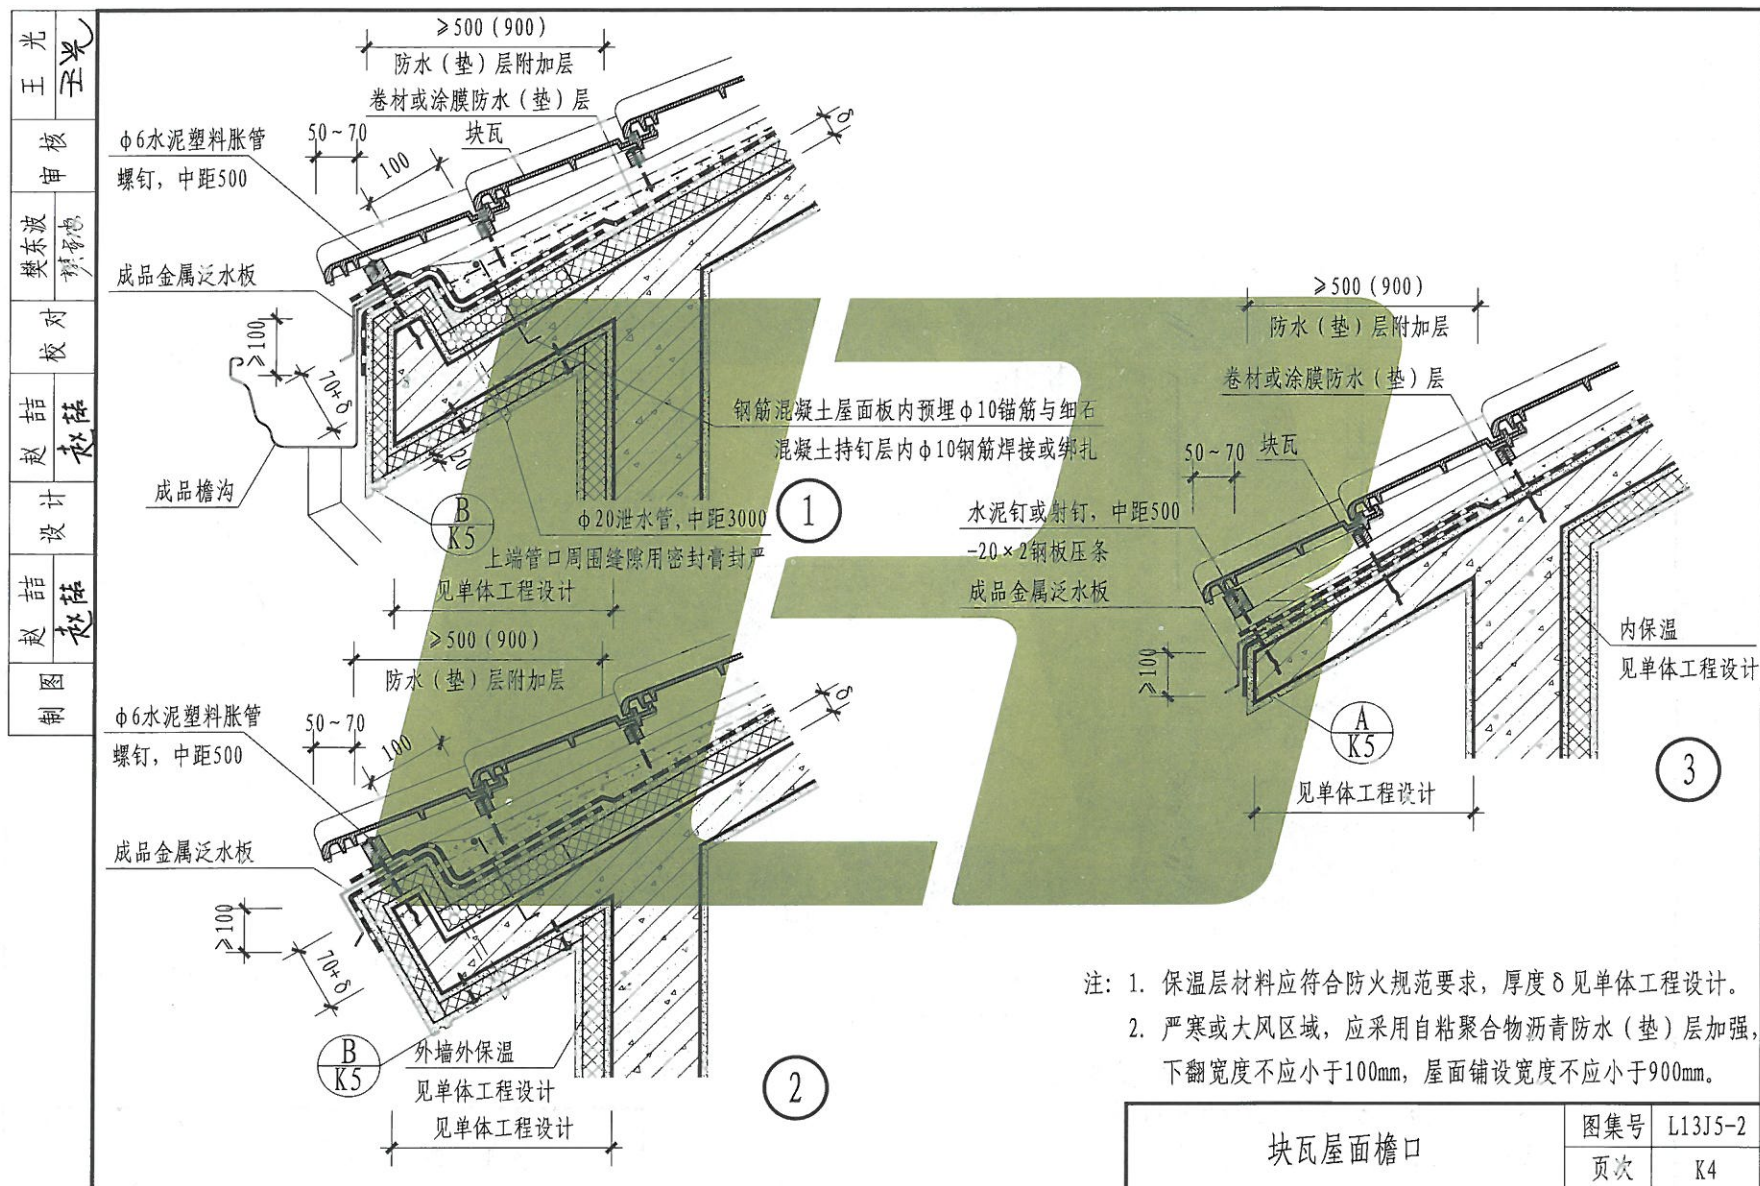 王光
审核
樊东波
校对
赵喆
设计
赵喆
制图
≥500(900)
防水(垫)层附加层
卷材或涂膜防水(垫)层
块瓦
φ6水泥塑料胀管
螺钉，中距500
50~70
100
δ
成品金属泛水板
≥100
70+δ
成品檐沟
20
B
K5
钢筋混凝土屋面板内预埋φ10锚筋与细石
混凝土持钉层内φ10钢筋焊接或绑扎
φ20泄水管，中距3000
上端管口周围缝隙用密封膏封严
见单体工程设计
1
≥500(900)
防水(垫)层附加层
φ6水泥塑料胀管
螺钉，中距500
50~70
100
δ
成品金属泛水板
≥100
70+δ
B
K5
外墙外保温
见单体工程设计
见单体工程设计
2
≥500(900)
防水(垫)层附加层
卷材或涂膜防水(垫)层
50~70
块瓦
水泥钉或射钉，中距500
-20×2钢板压条
成品金属泛水板
≥100
A
K5
内保温
见单体工程设计
见单体工程设计
3
注：1. 保温层材料应符合防火规范要求，厚度δ见单体工程设计。
2. 严寒或大风区域，应采用自粘聚合物沥青防水(垫)层加强，
下翻宽度不应小于100mm，屋面铺设宽度不应小于900mm。
块瓦屋面檐口
图集号 L13J5-2
页次 K4